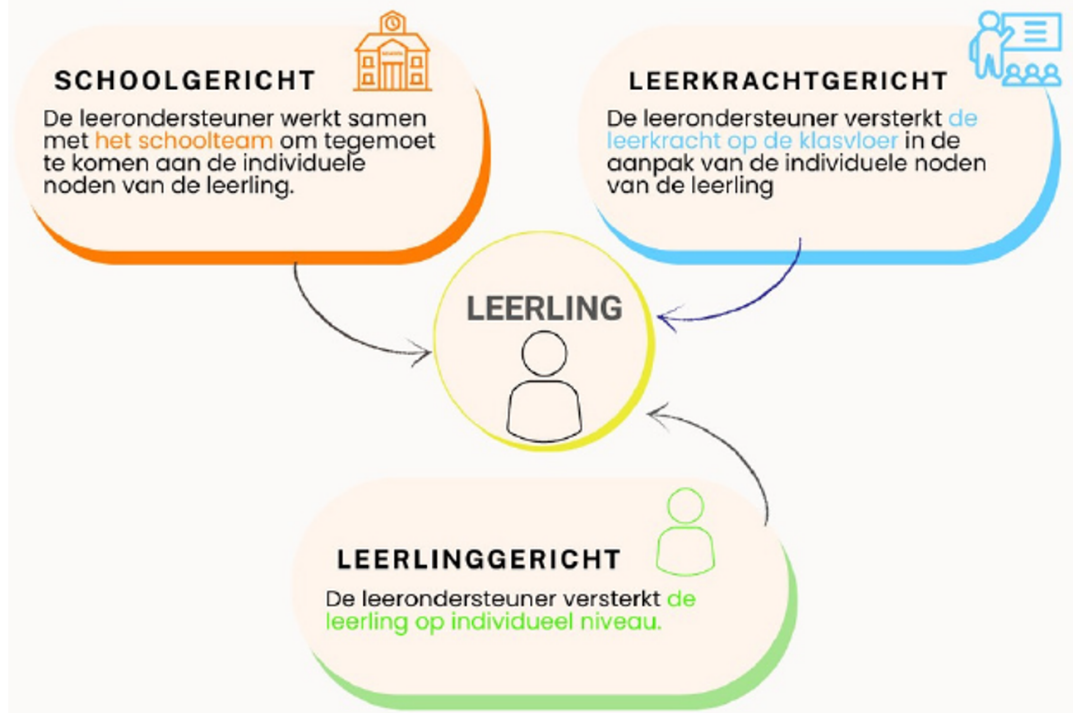 SCHOOLGERICHT
De leerondersteuner werkt samen
met het schoolteam om tegemoet
te komen aan de individuele
noden van de leerling.
LEERKRACHTGERICHT
De leerondersteuner versterkt de
leerkracht op de klasvloer in de
aanpak van de individuele noden
van de leerling
LEERLING
LEERLINGGERICHT
De leerondersteuner versterkt de
leerling op individueel niveau.